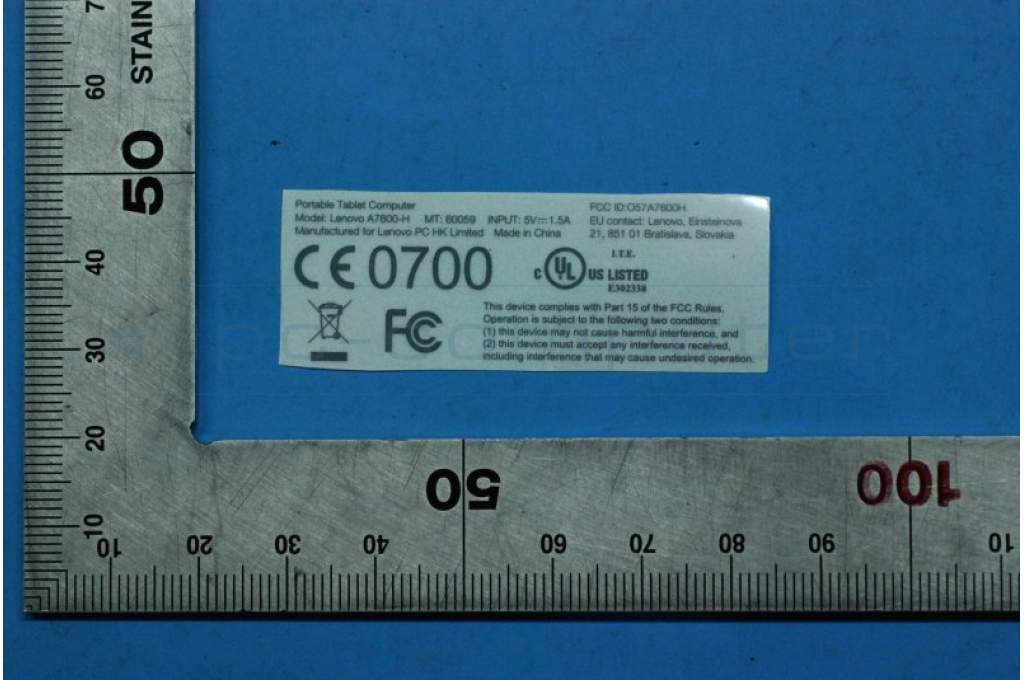 7
STAIN
60
50
40
30
20
10
Portable Tablet Computer
Model: Lenovo A7600-H MT: 60059 INPUT: 5V⎓1.5A
Manufactured for Lenovo PC HK Limited Made in China
FCC ID:O57A7600H
EU contact: Lenovo, Einsteinova
21, 851 01 Bratislava, Slovakia
CE0700
I.T.E.
c UL US LISTED
E302338
FC
This device complies with Part 15 of the FCC Rules.
Operation is subject to the following two conditions:
(1) this device may not cause harmful interference, and
(2) this device must accept any interference received,
including interference that may cause undesired operation.
50 100
10 20 30 40 60 70 80 90 10